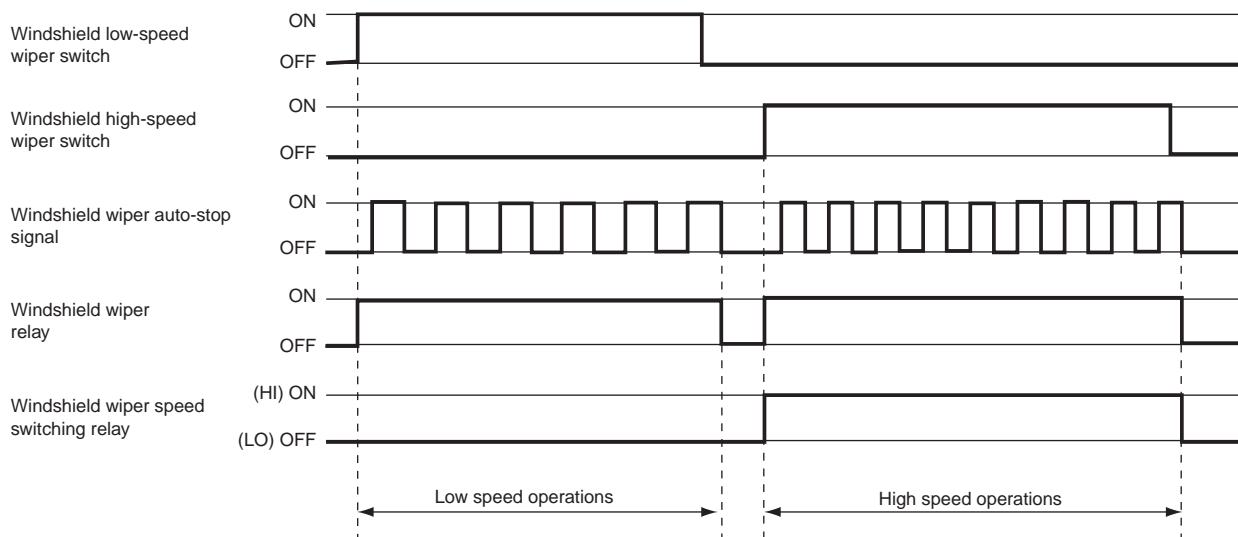 Windshield low-speed
wiper switch
ON
OFF
Windshield high-speed
wiper switch
ON
OFF
Windshield wiper auto-stop
signal
ON
OFF
Windshield wiper
relay
ON
OFF
Windshield wiper speed
switching relay
(HI) ON
(LO) OFF
Low speed operations
High speed operations